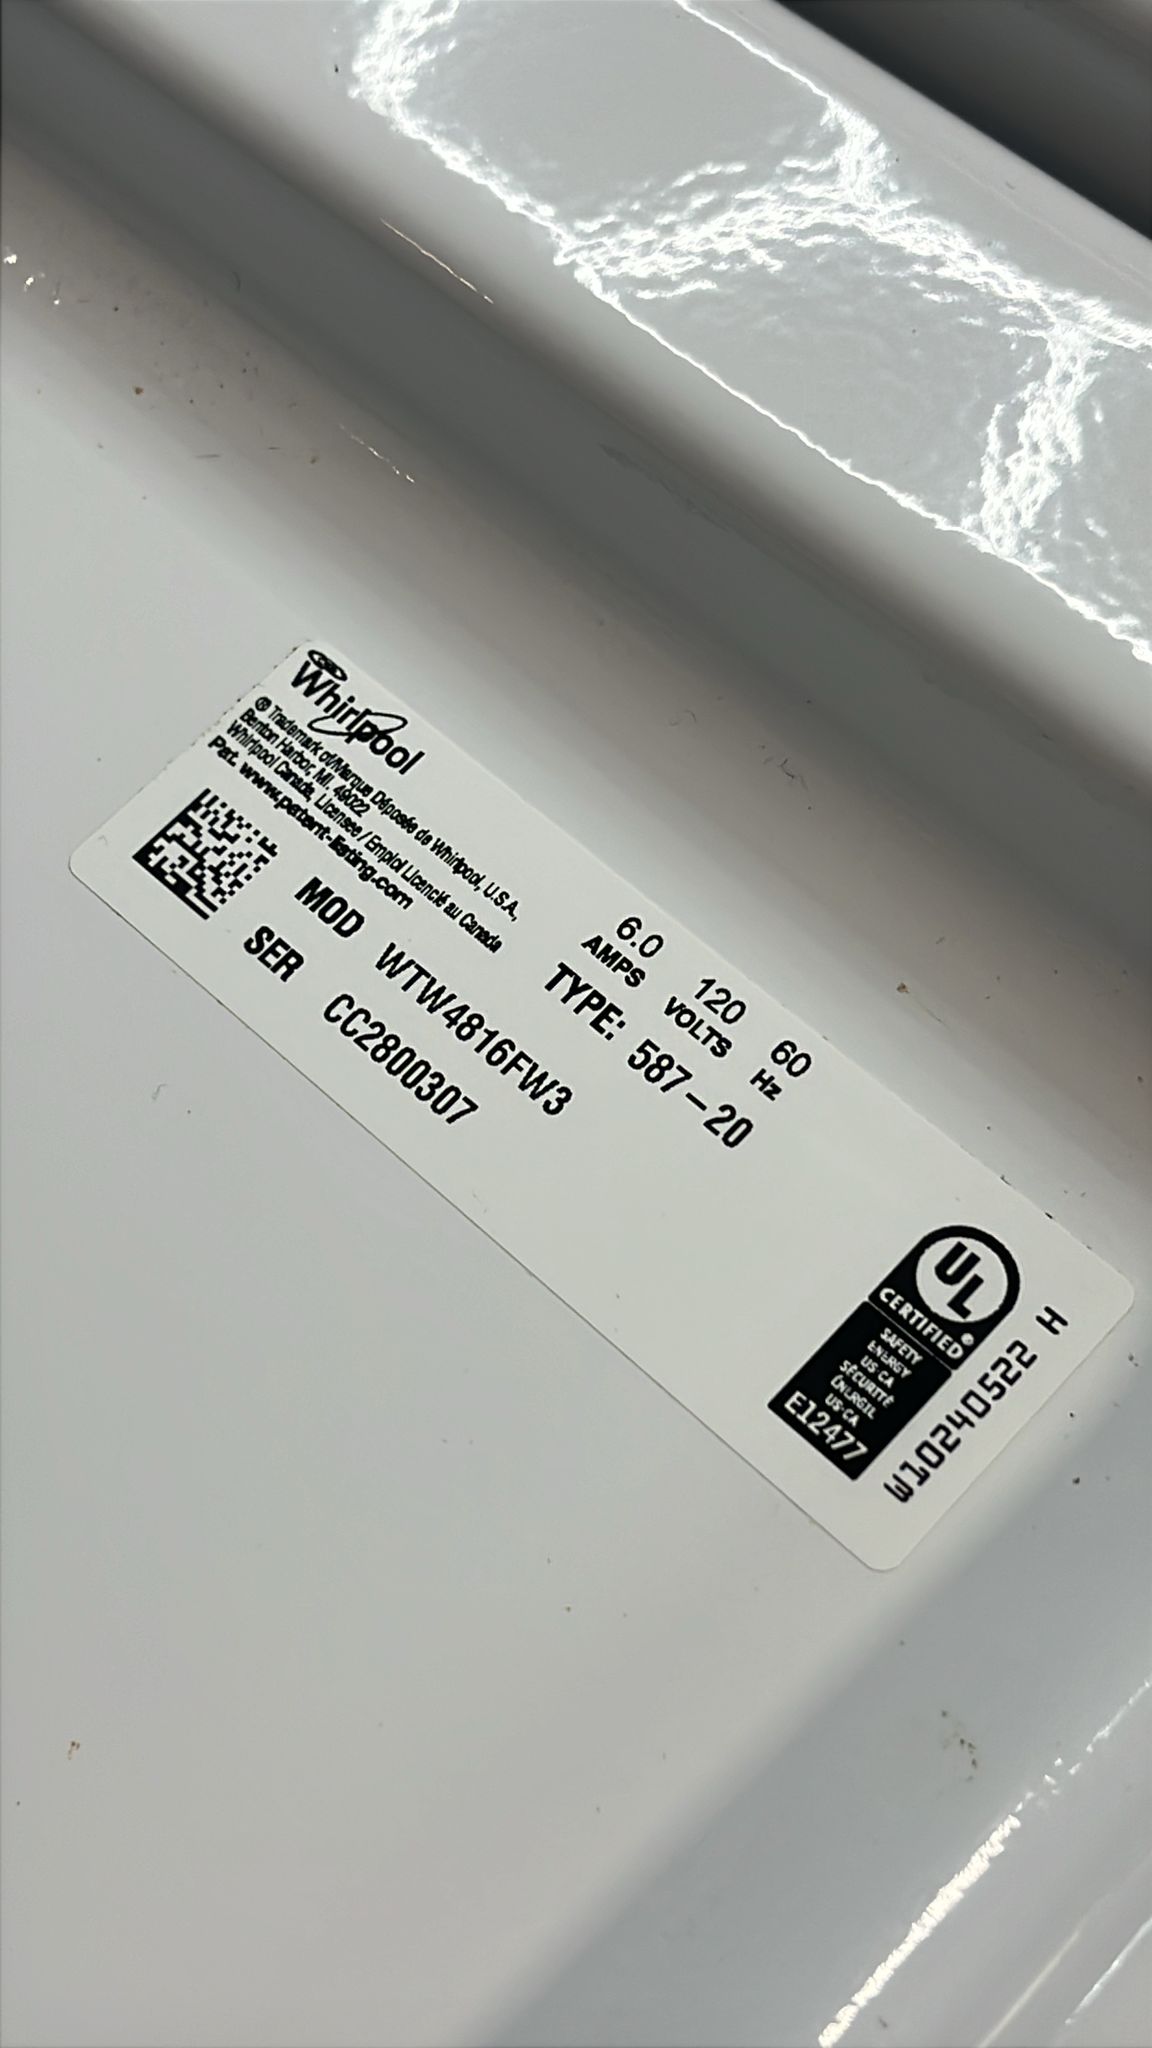 Whirlpool
® Trademark of/Marque Déposée de Whirlpool, U.S.A.,
Benton Harbor, MI. 49022
Whirlpool Canada, Licensee / Emploi Licencié au Canada
Pat. www.patent-listing.com
6.0 120 60
AMPS VOLTS Hz
TYPE: 587-20
MOD WTW4816FW3
SER CC2800307
UL
CERTIFIED®
SAFETY
ENERGY
US CA
SÉCURITÉ
ÉNERGIE
US-CA
E12477
W10240522 H